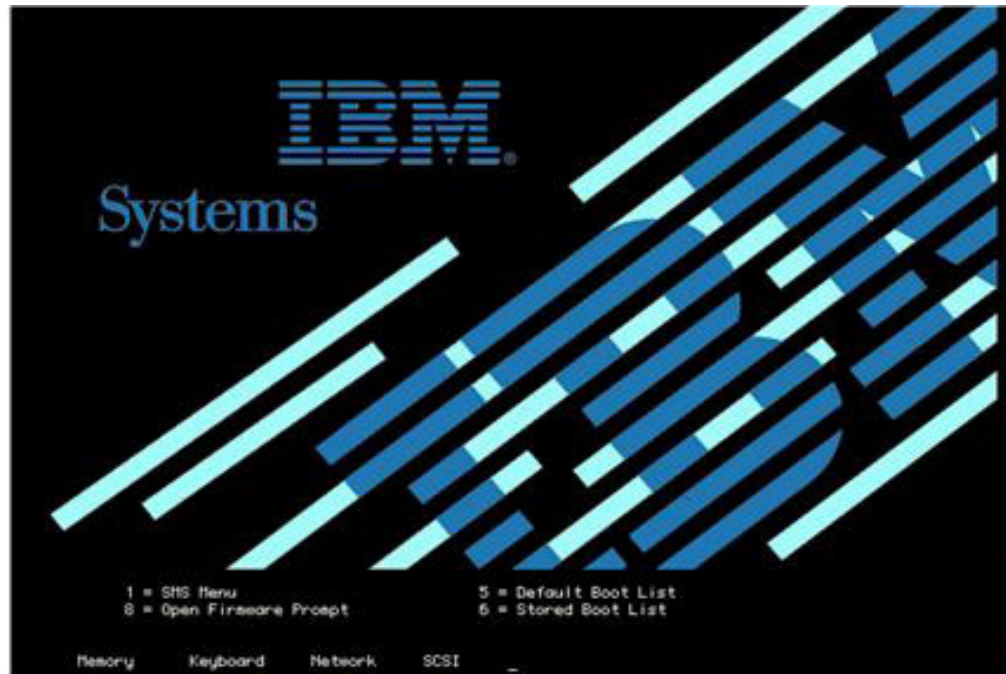 IBM®
Systems
1 = SMS Menu
5 = Default Boot List
8 = Open Firmware Prompt
6 = Stored Boot List
Memory Keyboard Network SCSI _